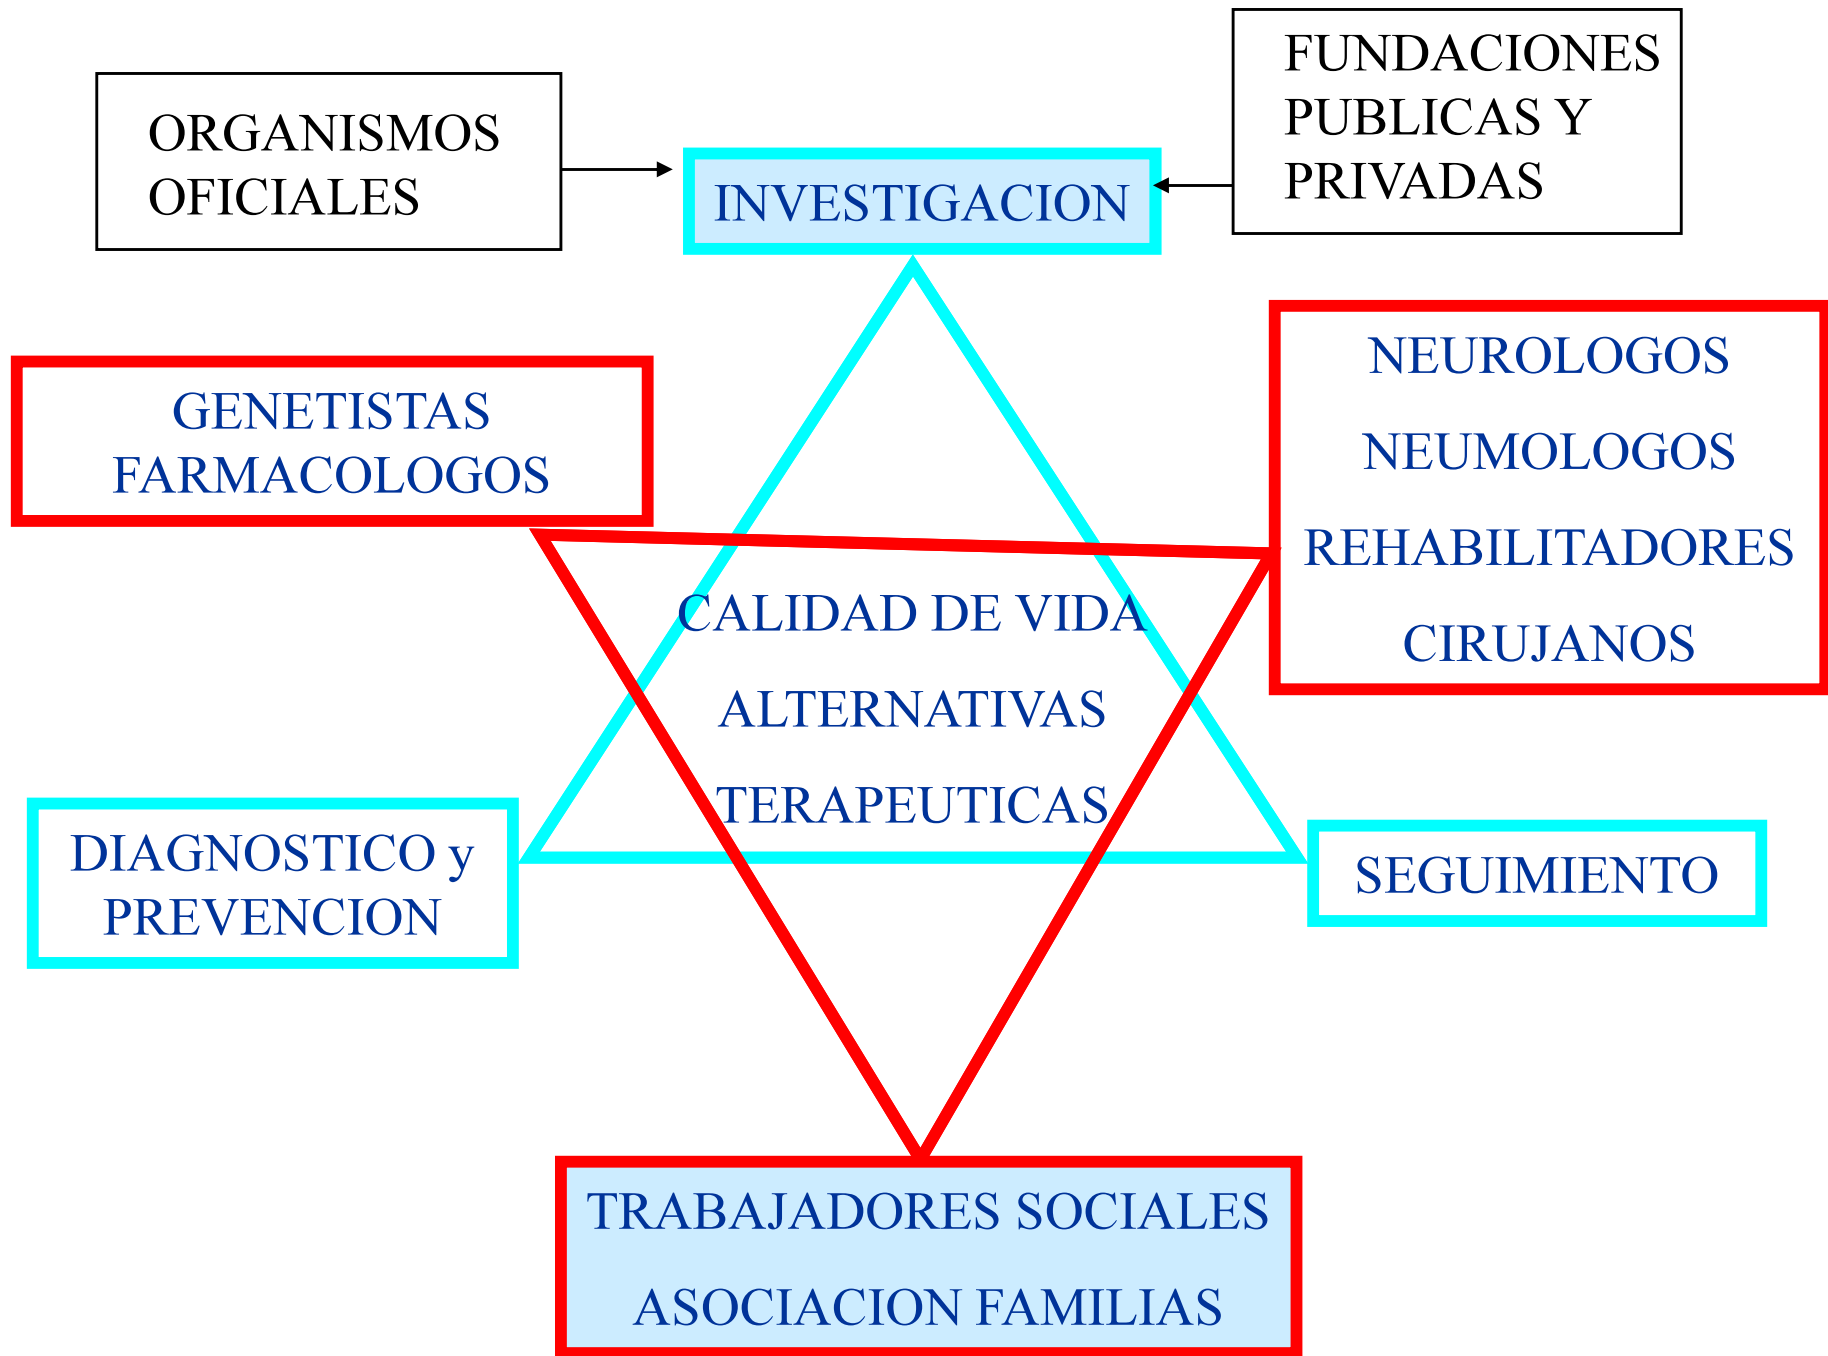 ORGANISMOS
OFICIALES
FUNDACIONES
PUBLICAS Y
PRIVADAS
INVESTIGACION
GENETISTAS
FARMACOLOGOS
NEUROLOGOS
NEUMOLOGOS
REHABILITADORES
CIRUJANOS
CALIDAD DE VIDA
ALTERNATIVAS
TERAPEUTICAS
DIAGNOSTICO y
PREVENCION
SEGUIMIENTO
TRABAJADORES SOCIALES
ASOCIACION FAMILIAS